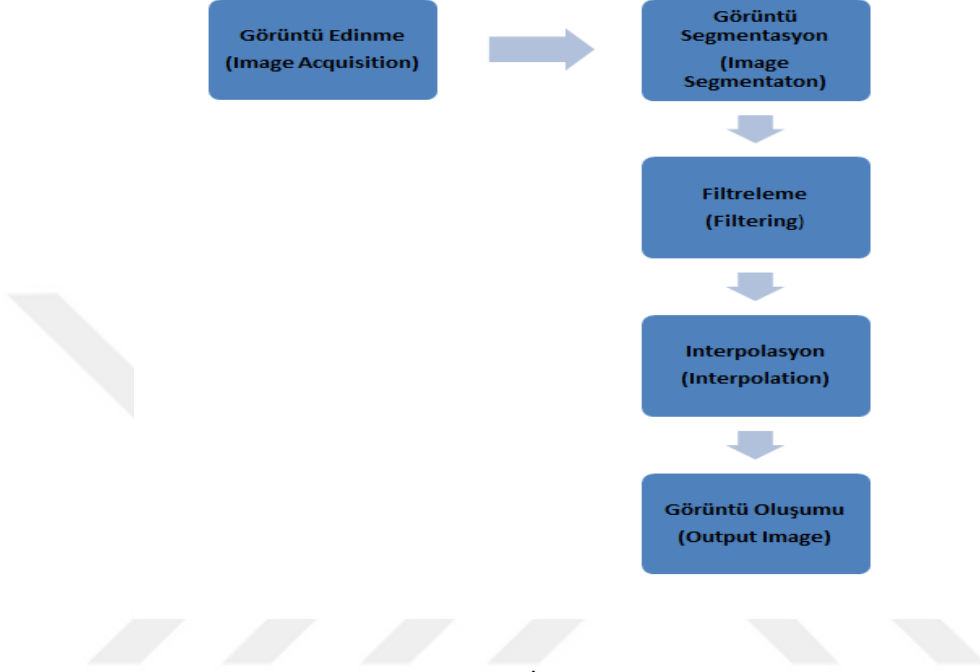 Görüntü Edinme
(Image Acquisition)
Görüntü
Segmentasyon
(Image
Segmentaton)
Filtreleme
(Filtering)
Interpolasyon
(Interpolation)
Görüntü Oluşumu
(Output Image)